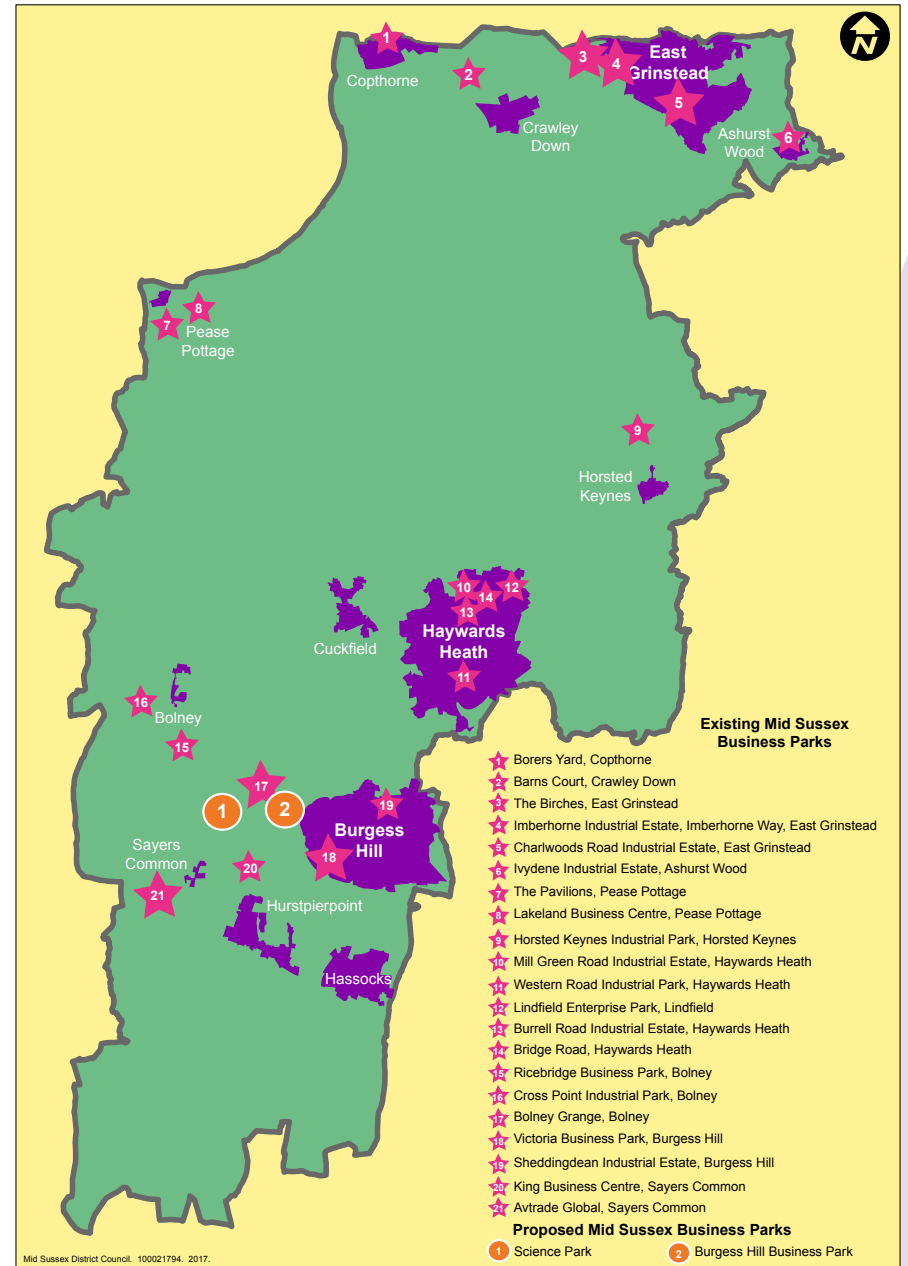 N
1
Copthorne
2
Crawley
Down
3
4
East
Grinstead
5
Ashurst
Wood
6
7
8
Pease
Pottage
9
Horsted
Keynes
Cuckfield
10
12
14
13
Haywards
Heath
11
16
Bolney
15
17
1
2
19
Burgess
Hill
18
Sayers
Common
20
21
Hurstpierpoint
Hassocks
Existing Mid Sussex
Business Parks
1 Borers Yard, Copthorne
2 Barns Court, Crawley Down
3 The Birches, East Grinstead
4 Imberhorne Industrial Estate, Imberhorne Way, East Grinstead
5 Charlwoods Road Industrial Estate, East Grinstead
6 Ivydene Industrial Estate, Ashurst Wood
7 The Pavilions, Pease Pottage
8 Lakeland Business Centre, Pease Pottage
9 Horsted Keynes Industrial Park, Horsted Keynes
10 Mill Green Road Industrial Estate, Haywards Heath
11 Western Road Industrial Park, Haywards Heath
12 Lindfield Enterprise Park, Lindfield
13 Burrell Road Industrial Estate, Haywards Heath
14 Bridge Road, Haywards Heath
15 Ricebridge Business Park, Bolney
16 Cross Point Industrial Park, Bolney
17 Bolney Grange, Bolney
18 Victoria Business Park, Burgess Hill
19 Sheddingdean Industrial Estate, Burgess Hill
20 King Business Centre, Sayers Common
21 Avtrade Global, Sayers Common
Proposed Mid Sussex Business Parks
1 Science Park 2 Burgess Hill Business Park
Mid Sussex District Council. 100021794. 2017.